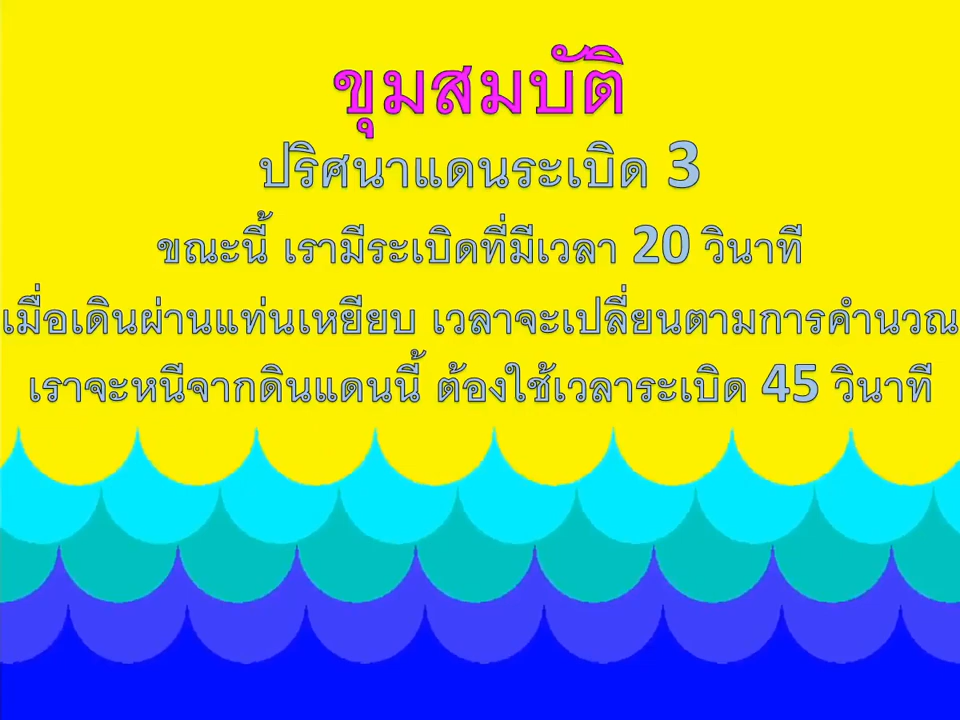 ขุมสมบัติ
ปริศนาแดนระเบิด 3
ขณะนี้ เรามีระเบิดที่มีเวลา 20 วินาที
เมื่อเดินผ่านแท่นเหยียบ เวลาจะเปลี่ยนตามการคำนวณ
เราจะหนีจากดินแดนนี้ ต้องใช้เวลาระเบิด 45 วินาที